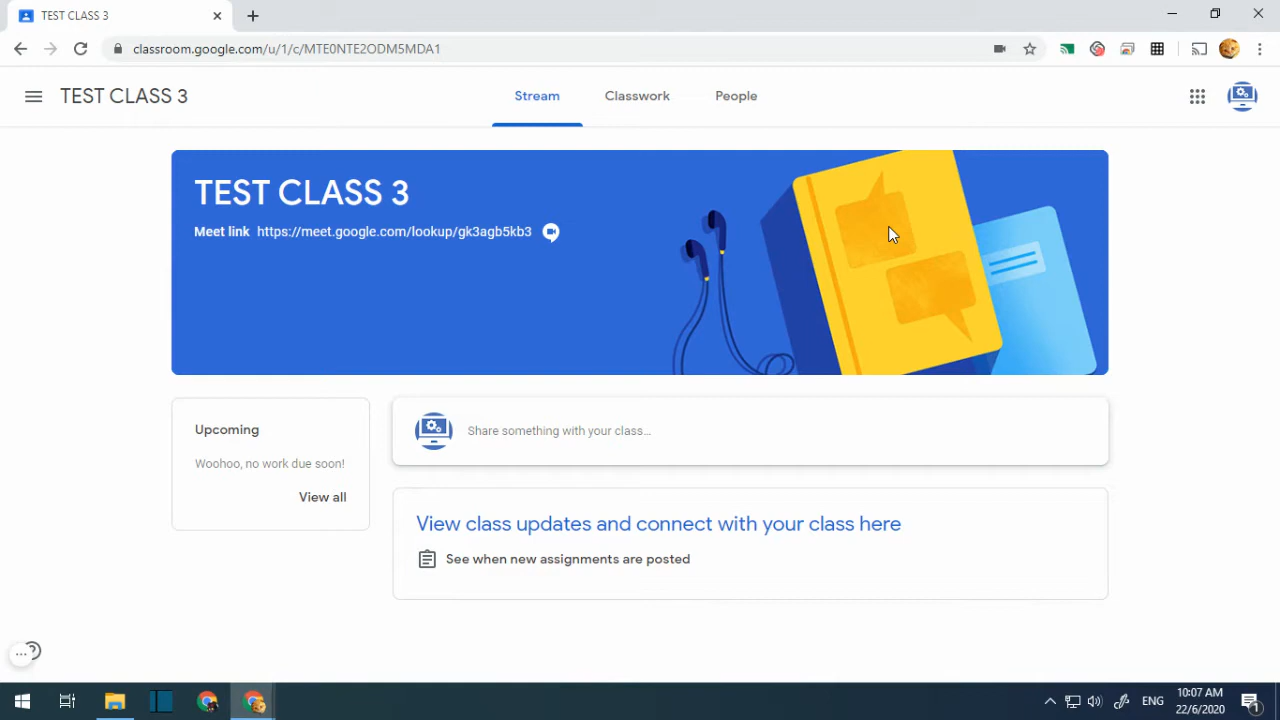 TEST CLASS 3
classroom.google.com/u/1/c/MTE0NTE2ODM5MDA1
TEST CLASS 3
Stream
Classwork
People
TEST CLASS 3
Meet link https://meet.google.com/lookup/gk3agb5kb3
Upcoming
Woohoo, no work due soon!
View all
Share something with your class...
View class updates and connect with your class here
See when new assignments are posted
ENG
10:07 AM
22/6/2020
1